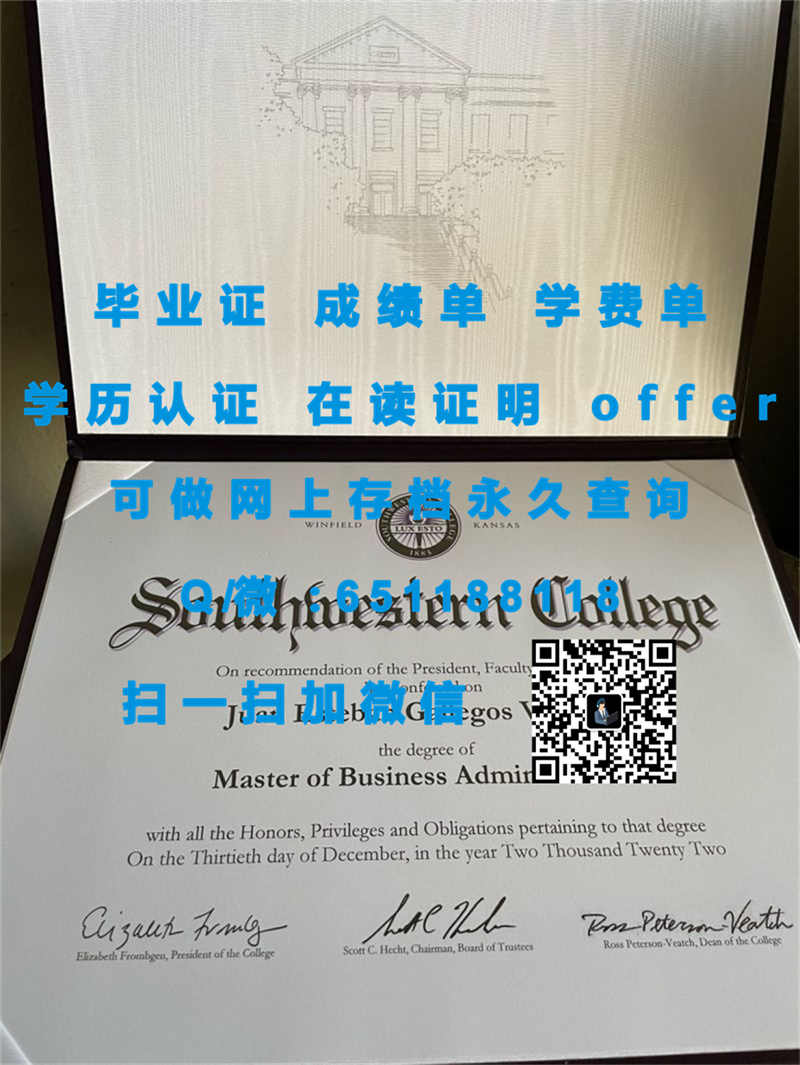 毕业证 成绩单 学费单
学历认证 在读证明 offer
可做网上存档永久查询
WINFIELD KANSAS
LUX ESTO
1885
Q/微:651188118
Southwestern College
On recommendation of the President, Faculty
扫一扫加微信
the degree of
Master of Business
with all the Honors, Privileges and Obligations pertaining to that degree
On the Thirtieth day of December, in the year Two Thousand Twenty Two
Elizabeth Frombgen, President of the College
Scott C. Hecht, Chairman, Board of Trustees
Ross Peterson-Veatch, Dean of the College